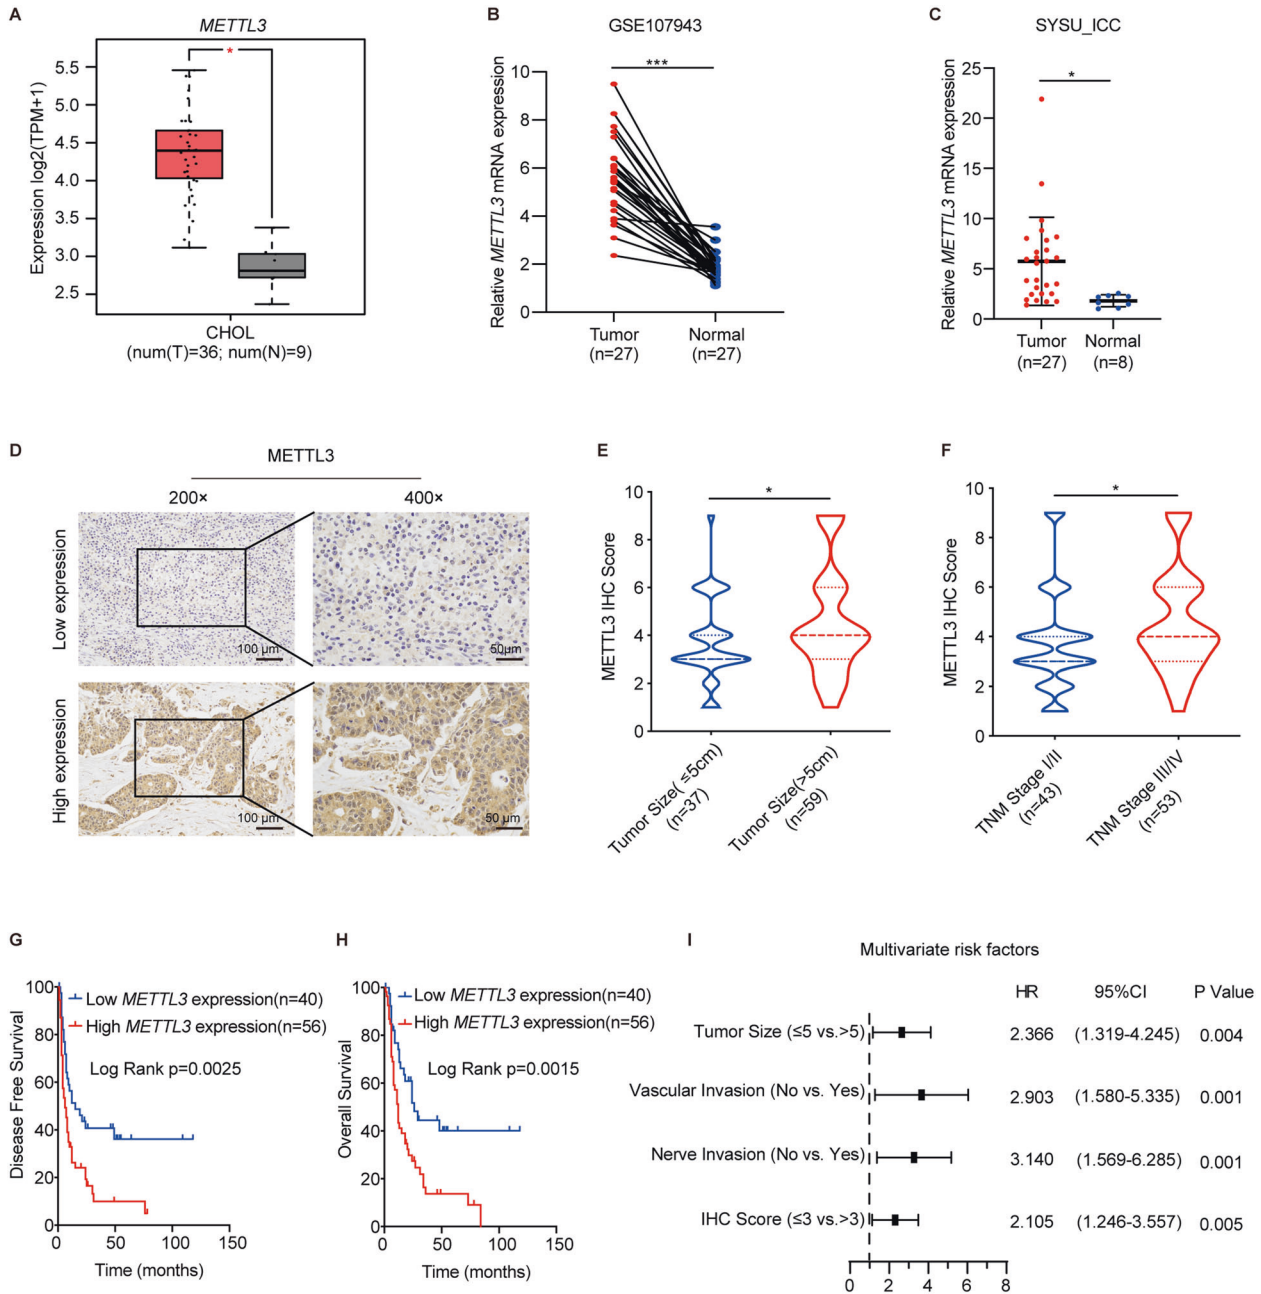 A
METTL3
*
Expression log2(TPM+1)
5.5
5.0
4.5
4.0
3.5
3.0
2.5
CHOL
(num(T)=36; num(N)=9)
B
GSE107943
***
Relative METTL3 mRNA expression
10
8
6
4
2
0
Tumor
(n=27)
Normal
(n=27)
C
SYSU_ICC
*
Relative METTL3 mRNA expression
25
20
15
10
5
0
Tumor
(n=27)
Normal
(n=8)
D
METTL3
200×
400×
Low expression
100 μm
50μm
High expression
100 μm
50 μm
E
*
METTL3 IHC Score
10
8
6
4
2
0
Tumor Size( ≤5cm)
(n=37)
Tumor Size(>5cm)
(n=59)
F
*
METTL3 IHC Score
10
8
6
4
2
0
TNM Stage I/II
(n=43)
TNM Stage III/IV
(n=53)
G
Disease Free Survival
100
80
60
40
20
0
Low METTL3 expression(n=40)
High METTL3 expression(n=56)
Log Rank p=0.0025
0 50 100 150
Time (months)
H
Overall Survival
100
80
60
40
20
0
Low METTL3 expression(n=40)
High METTL3 expression(n=56)
Log Rank p=0.0015
0 50 100 150
Time (months)
I
Multivariate risk factors
HR 95%CI P Value
Tumor Size (≤5 vs.>5) 2.366 (1.319-4.245) 0.004
Vascular Invasion (No vs. Yes) 2.903 (1.580-5.335) 0.001
Nerve Invasion (No vs. Yes) 3.140 (1.569-6.285) 0.001
IHC Score (≤3 vs.>3) 2.105 (1.246-3.557) 0.005
0 2 4 6 8